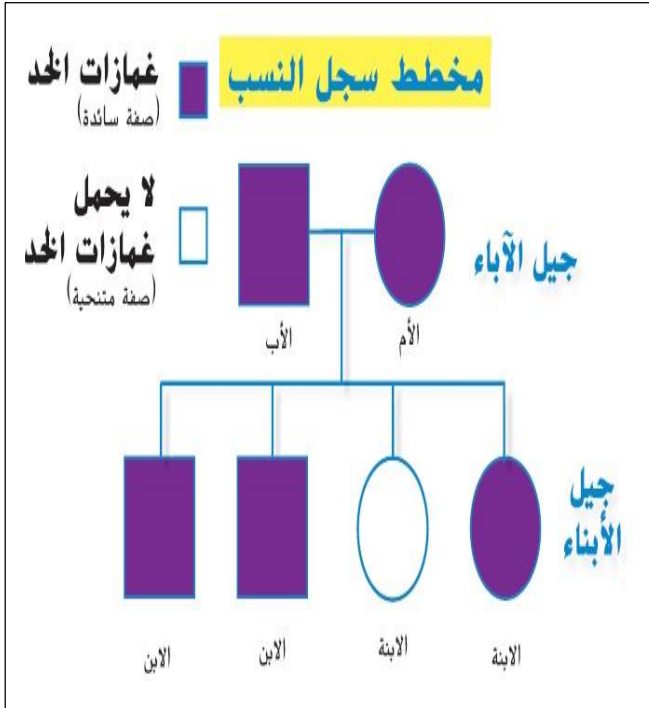 مخطط سجل النسب
غمازات الخد
(صفة سائدة)
لا يحمل
غمازات الخد
(صفة متنحية)
جيل الآباء
الأم
الأب
جيل
الأبناء
الابنة
الابنة
الابن
الابن